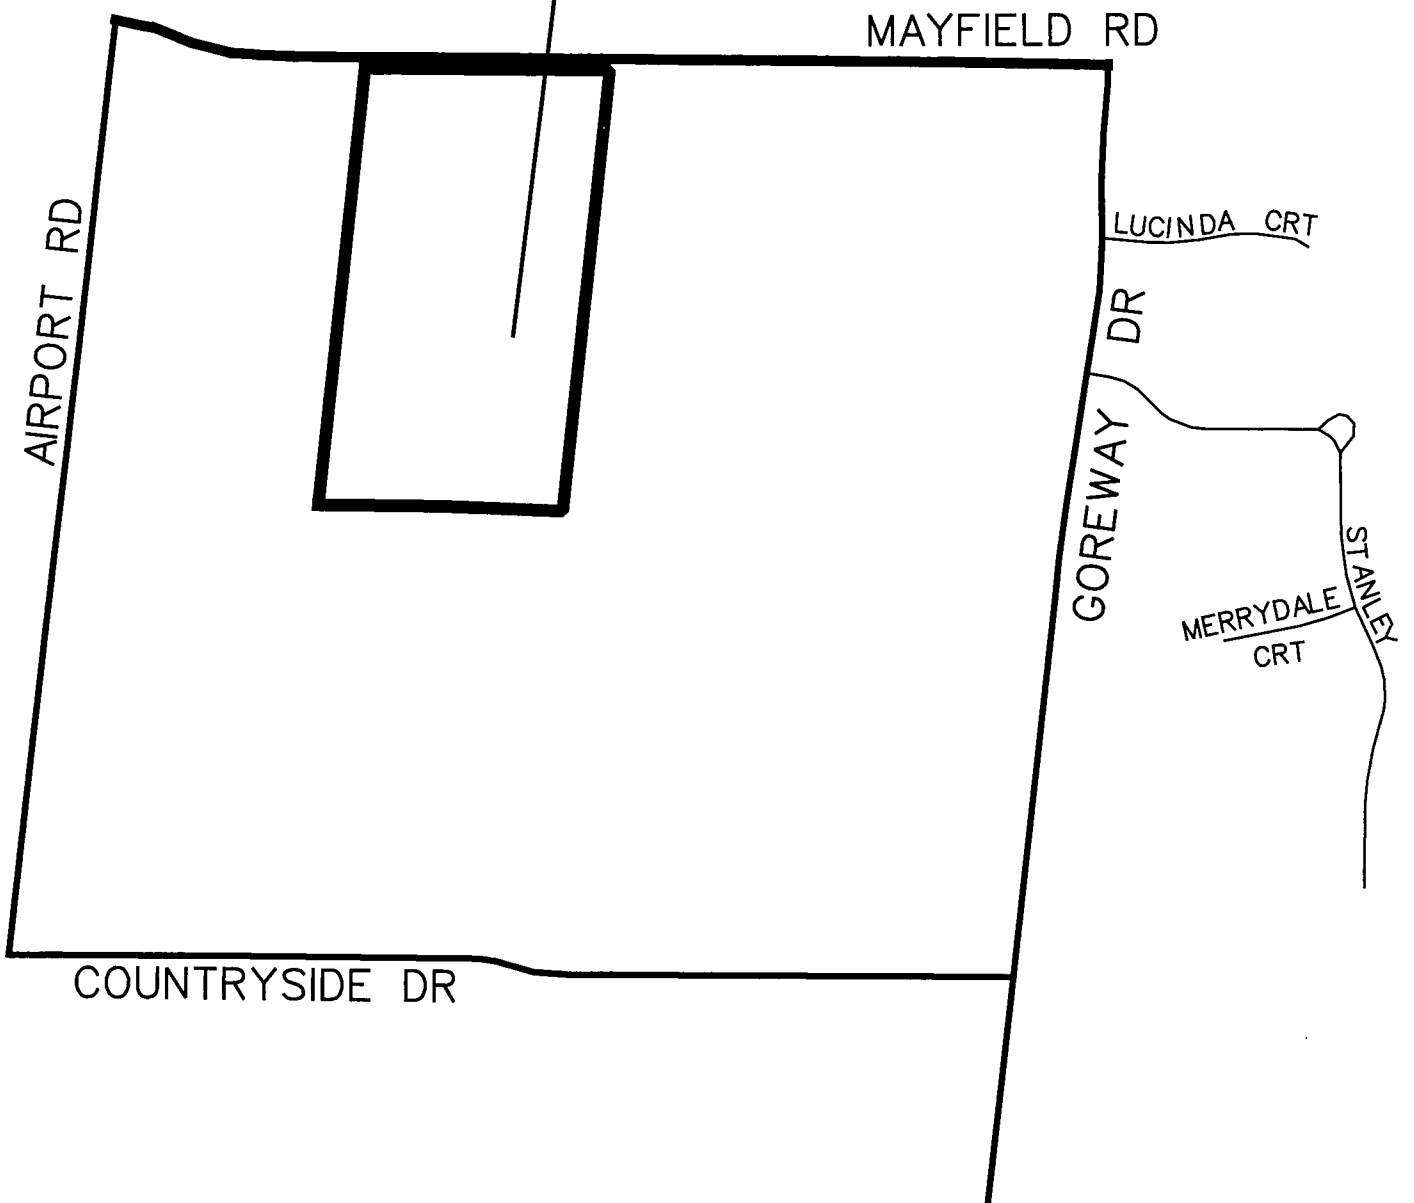 MAYFIELD RD
AIRPORT RD
LUCINDA CRT
GOREWAY DR
STANLEY
MERRYDALE
CRT
COUNTRYSIDE DR